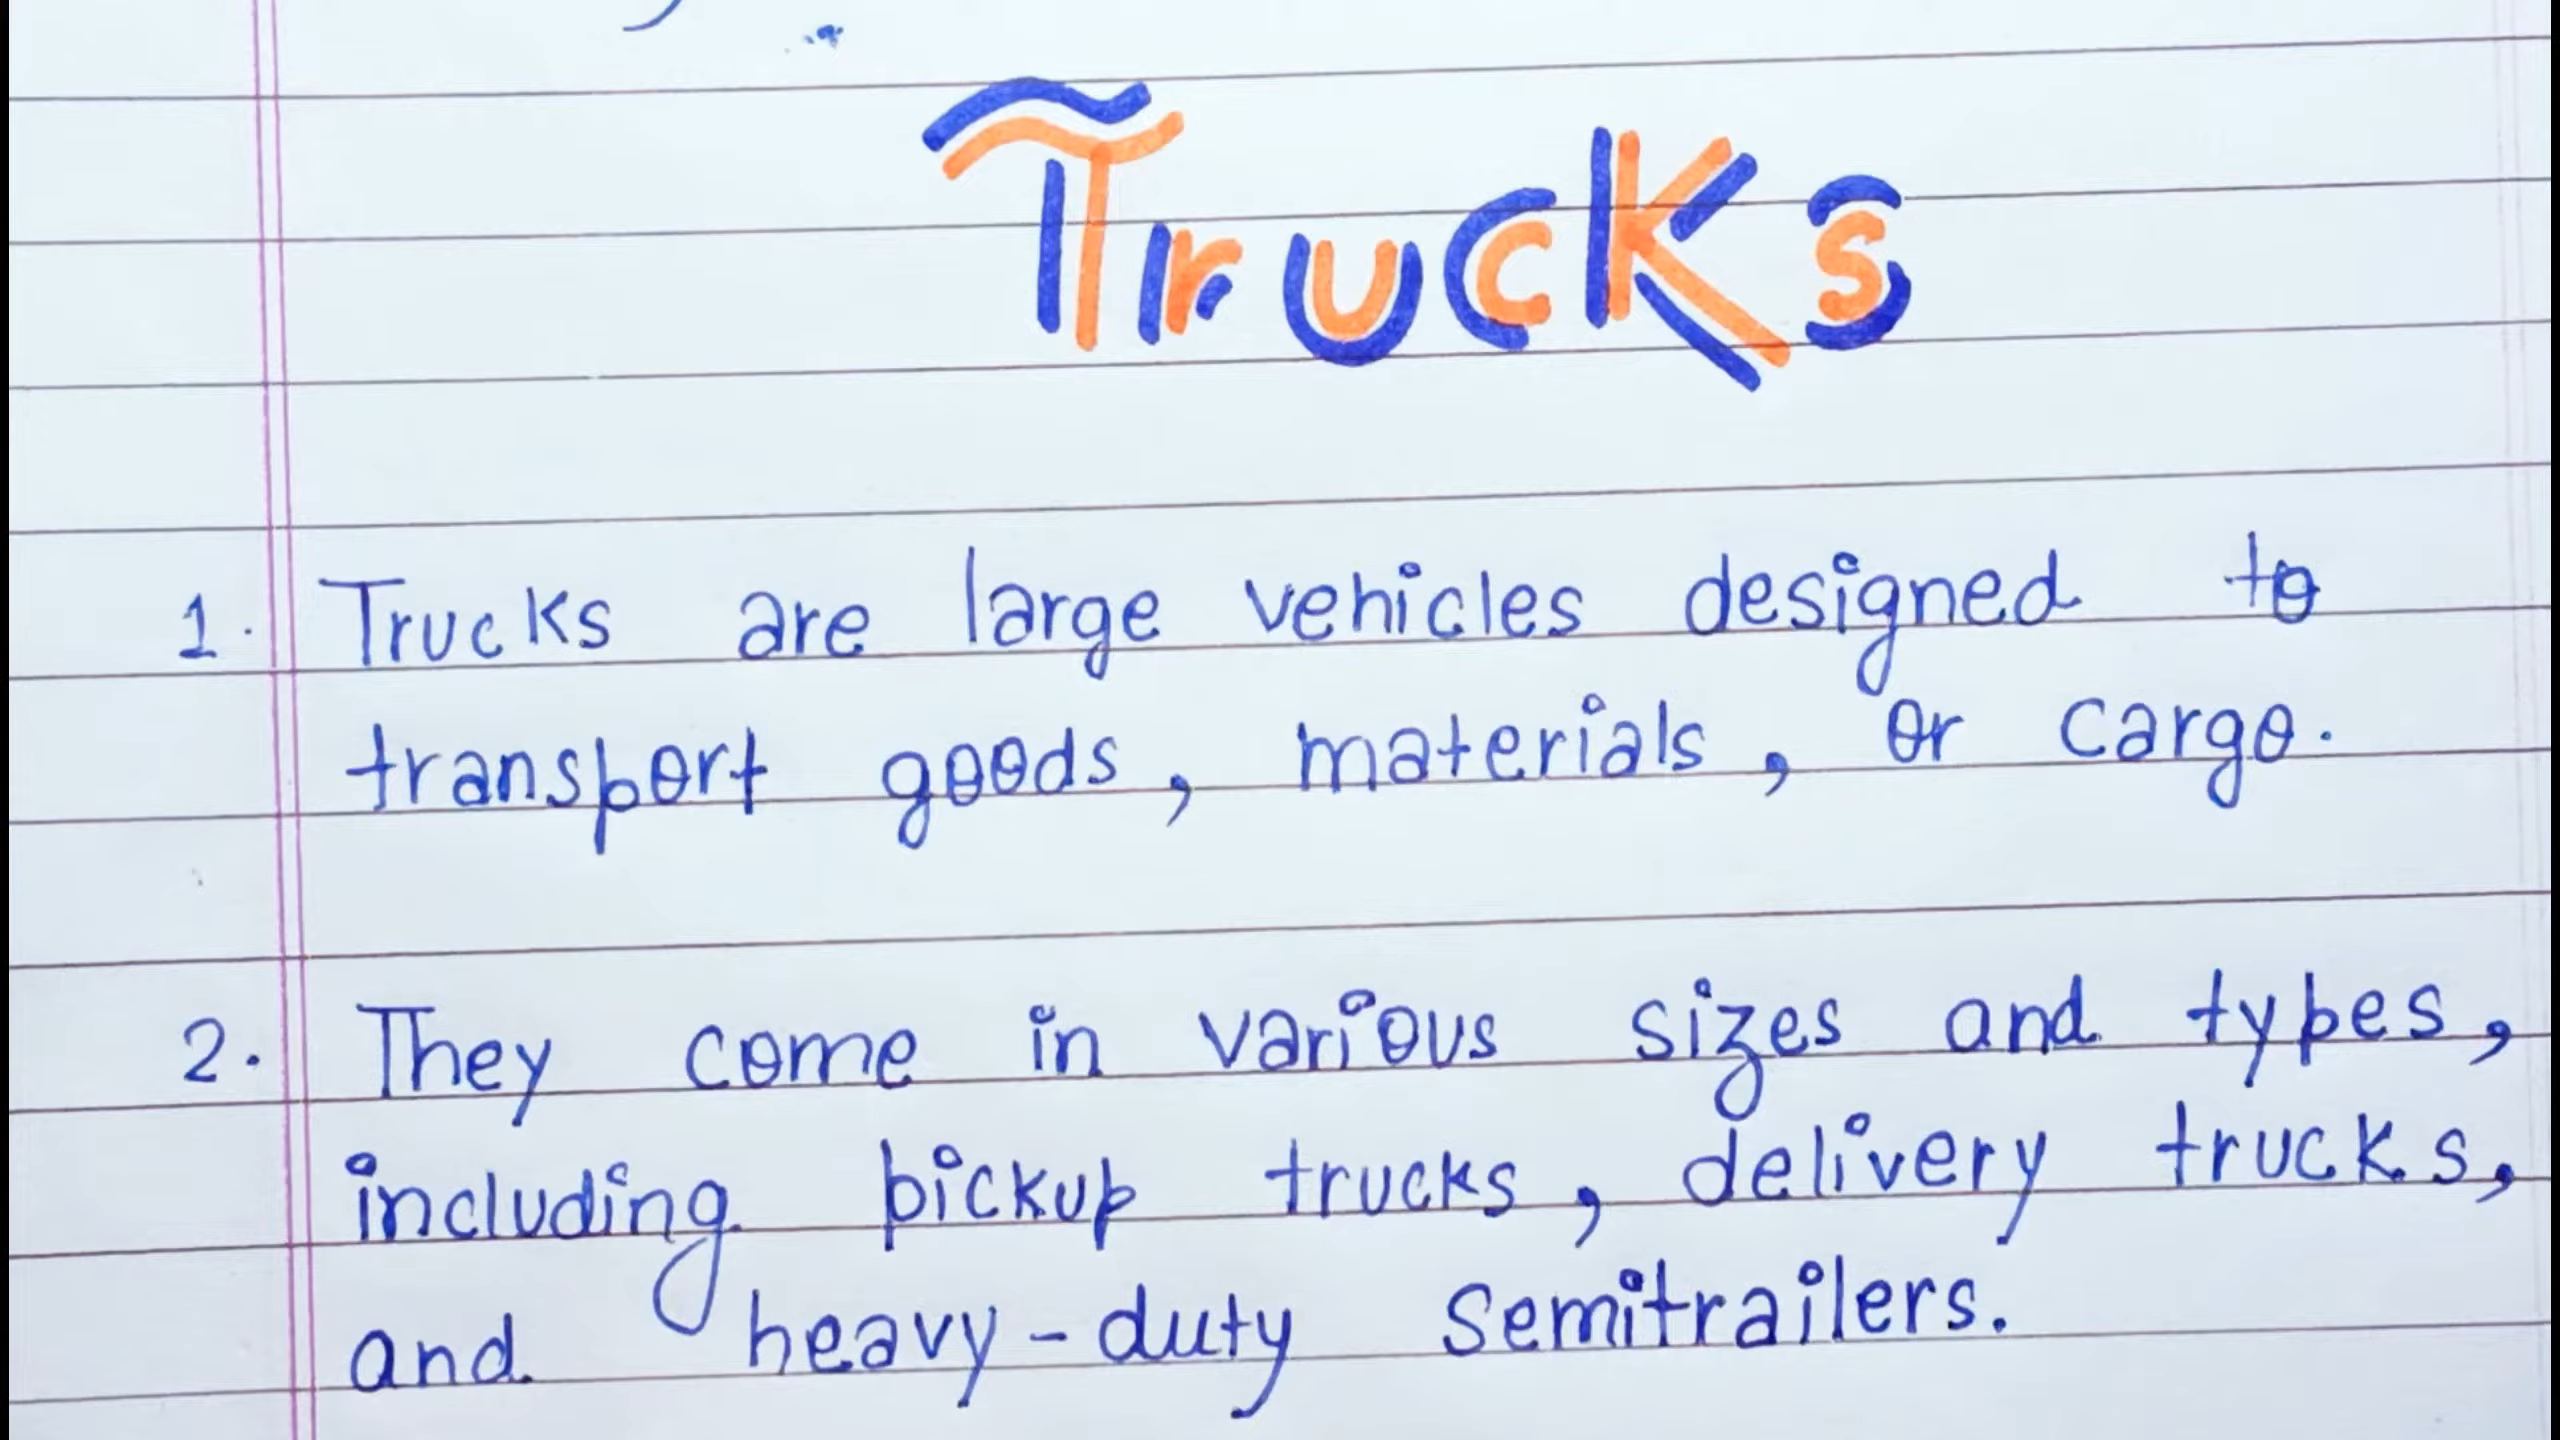 Trucks
1. Trucks are large vehicles designed to
transport goods, materials, or cargo.
2. They come in various sizes and types,
including pickup trucks, delivery trucks,
and heavy-duty semitrailers.